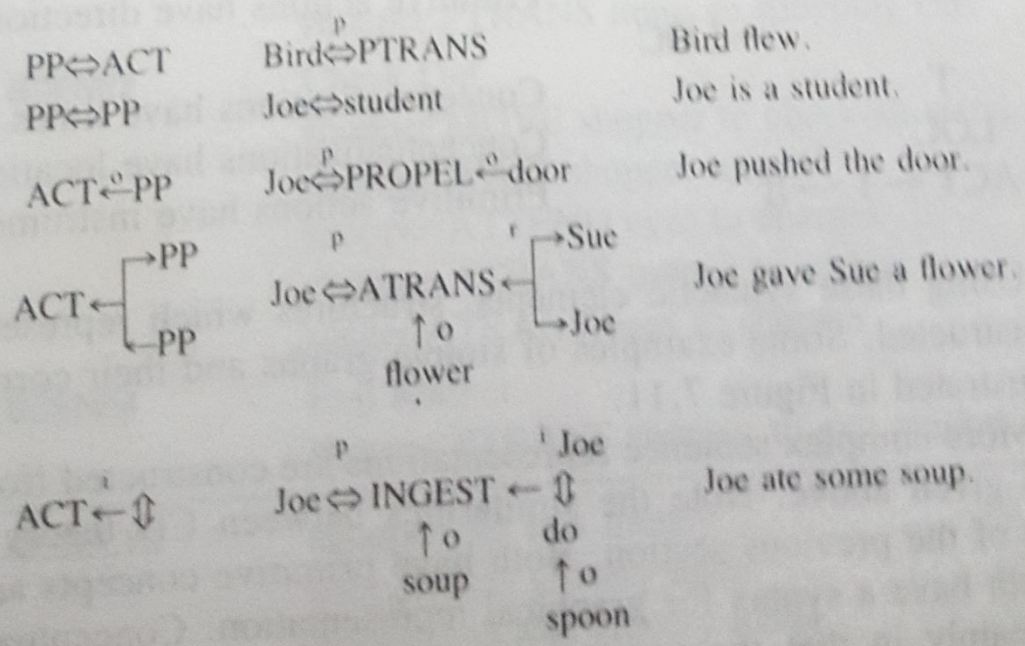 p
PP⇔ACT Bird⇔PTRANS Bird flew.
PP⇔PP Joe⇔student Joe is a student.
p o
ACT←o PP Joe⇔PROPEL←door Joe pushed the door.
→PP p r →Sue
ACT← Joe⇔ATRANS← Joe gave Sue a flower.
PP ↑o →Joe
flower
p i Joe
i
ACT←⇕ Joe⇔INGEST ← ⇕ Joe ate some soup.
↑o do
soup ↑o
spoon